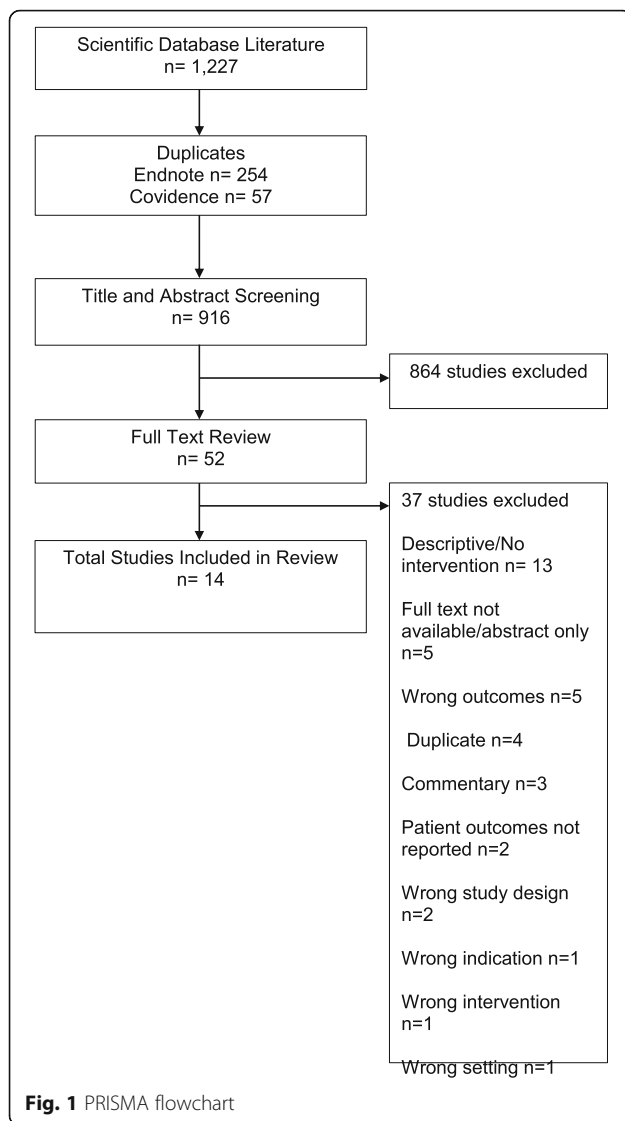 Scientific Database Literature
n= 1,227
Duplicates
Endnote n= 254
Covidence n= 57
Title and Abstract Screening
n= 916
864 studies excluded
Full Text Review
n= 52
37 studies excluded
Descriptive/No
intervention n= 13
Full text not
available/abstract only
n=5
Wrong outcomes n=5
Duplicate n=4
Commentary n=3
Patient outcomes not
reported n=2
Wrong study design
n=2
Wrong indication n=1
Wrong intervention
n=1
Wrong setting n=1
Total Studies Included in Review
n= 14
Fig. 1 PRISMA flowchart